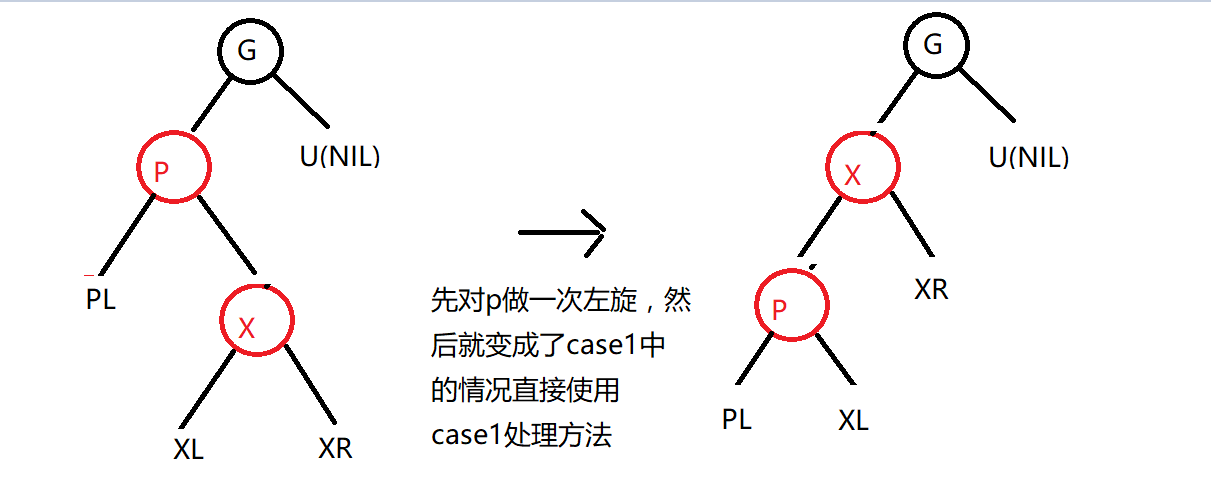 G
P
U(NIL)
PL
X
XL
XR
先对p做一次左旋，然
后就变成了case1中
的情况直接使用
case1处理方法
G
X
U(NIL)
P
XR
PL
XL